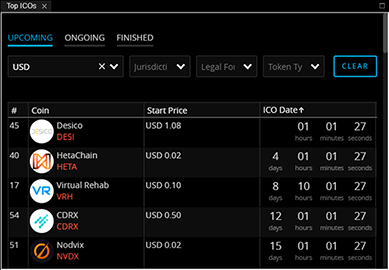 Top ICOs ×
UPCOMING ONGOING FINISHED
USD × Jurisdicti Legal Fo Token Ty CLEAR
# Coin Start Price ICO Date↑
45 Desico USD 1.08 01 01 27
DESICO DESI hours minutes seconds
40 HetaChain USD 0.02 4 01 01 27
HETA days hours minutes seconds
17 Virtual Rehab USD 0.10 8 10 01 27
VR VRH days hours minutes seconds
54 CDRX USD 0.50 12 01 01 27
CDRX days hours minutes seconds
51 Nodvix USD 0.02 15 01 01 27
NVDX days hours minutes seconds